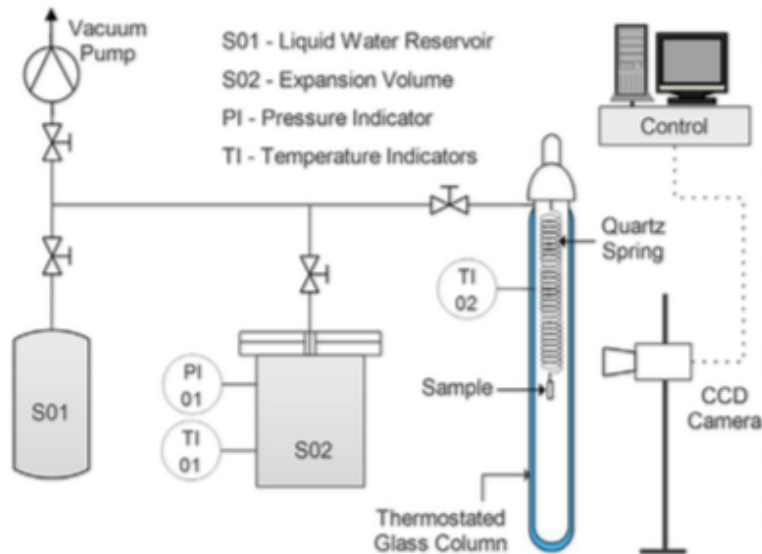 Vacuum
Pump
S01 - Liquid Water Reservoir
S02 - Expansion Volume
PI - Pressure Indicator
TI - Temperature Indicators
Control
Quartz
Spring
TI
02
Sample
PI
01
TI
01
S01
S02
CCD
Camera
Thermostated
Glass Column